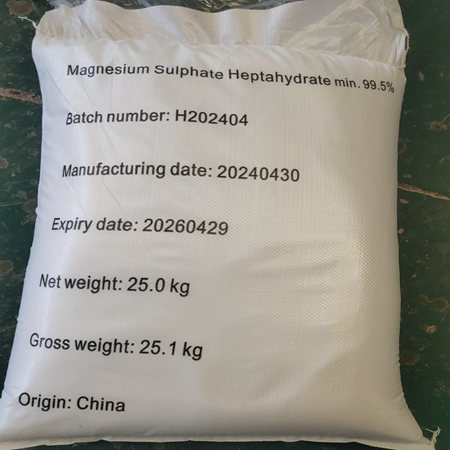 Magnesium Sulphate Heptahydrate min. 99.5%
Batch number: H202404
Manufacturing date: 20240430
Expiry date: 20260429
Net weight: 25.0 kg
Gross weight: 25.1 kg
Origin: China